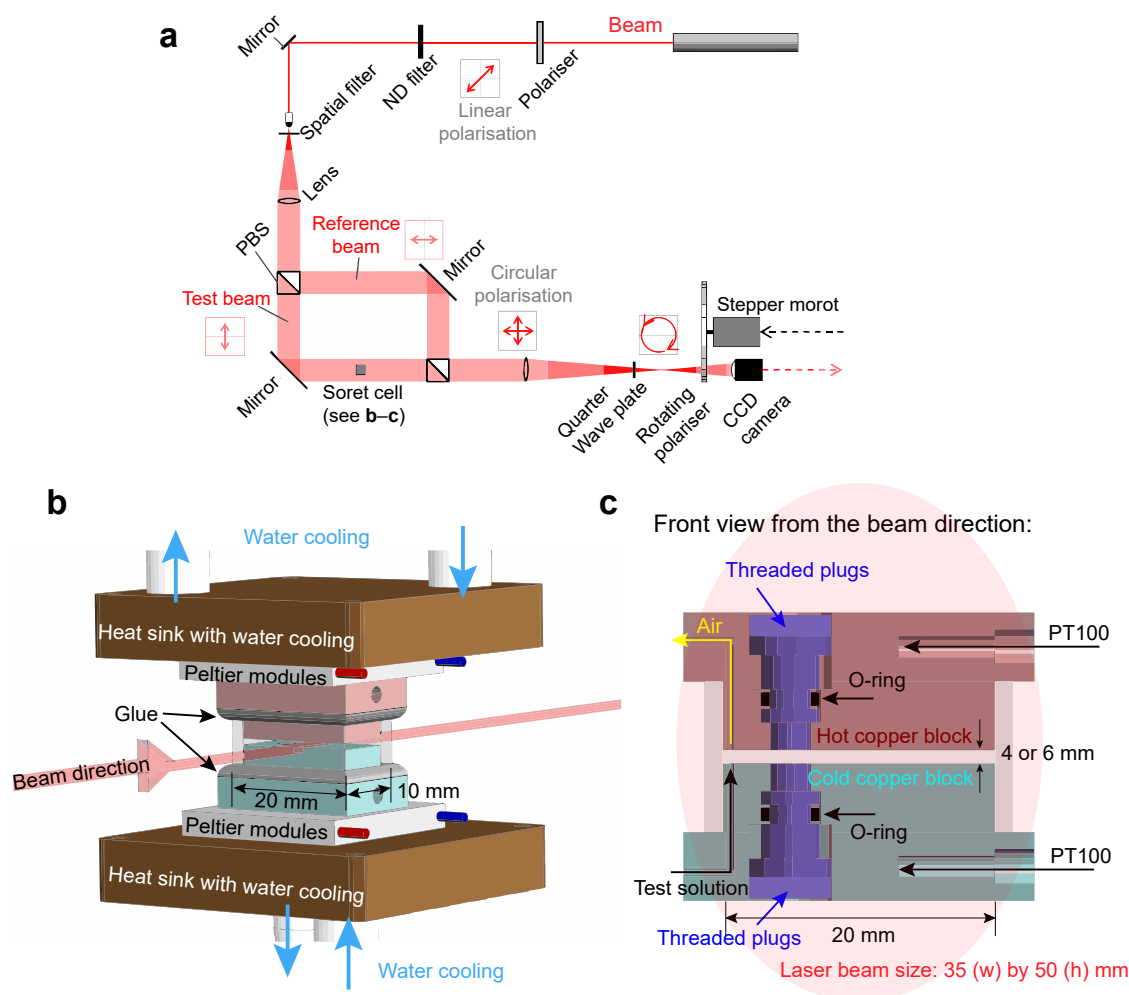 a
Mirror
Spatial filter
ND filter
Linear
polarisation
Polariser
Beam
Lens
PBS
Reference
beam
Mirror
Test beam
Circular
polarisation
Stepper morot
Mirror
Soret cell
(see b–c)
Quarter
Wave plate
Rotating
polariser
CCD
camera
b
Water cooling
Heat sink with water cooling
Peltier modules
Glue
Beam direction
20 mm
10 mm
Peltier modules
Heat sink with water cooling
Water cooling
c
Front view from the beam direction:
Threaded plugs
Air
PT100
O-ring
Hot copper block
4 or 6 mm
Cold copper block
O-ring
PT100
Test solution
20 mm
Threaded plugs
Laser beam size: 35 (w) by 50 (h) mm